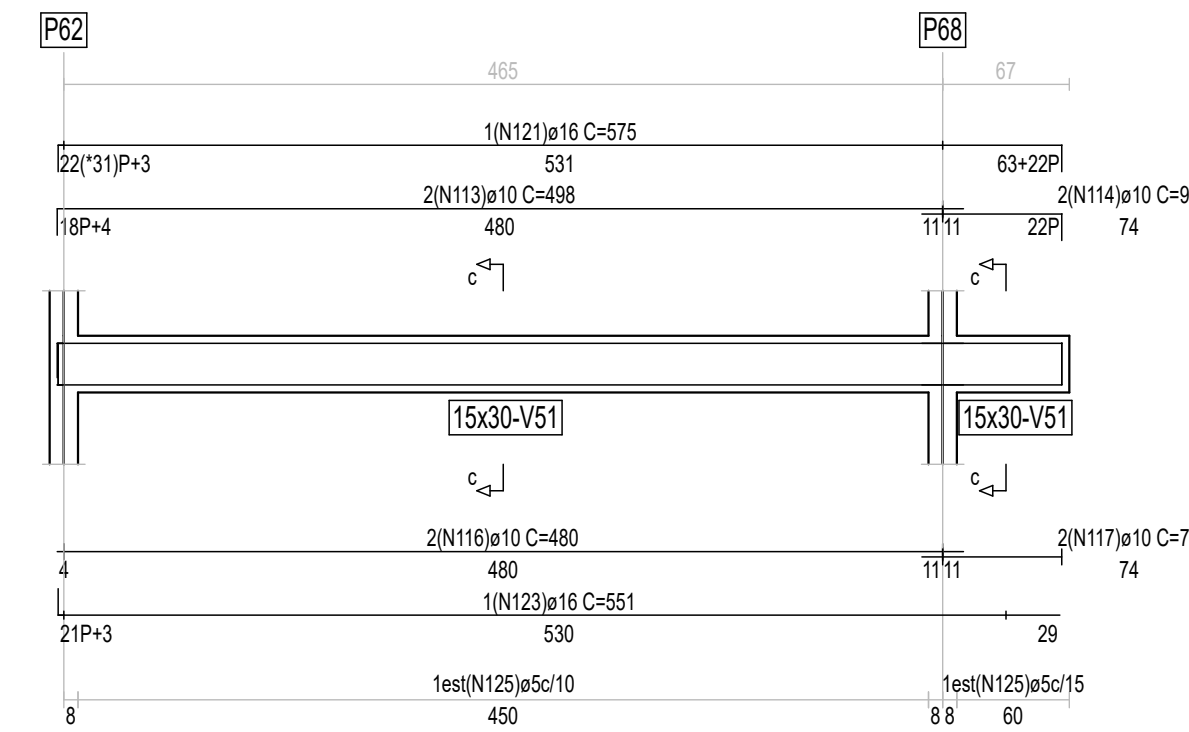 P62 P68
465 67
1(N121)ø16 C=575
22(*31)P+3 531 63+22P
2(N113)ø10 C=498 2(N114)ø10 C=9
18P+4 480 11 11 22P 74
c c
15x30-V51 15x30-V51
c c
2(N116)ø10 C=480 2(N117)ø10 C=7
4 480 11 11 74
1(N123)ø16 C=551
21P+3 530 29
1est(N125)ø5c/10 1est(N125)ø5c/15
8 450 8 8 60